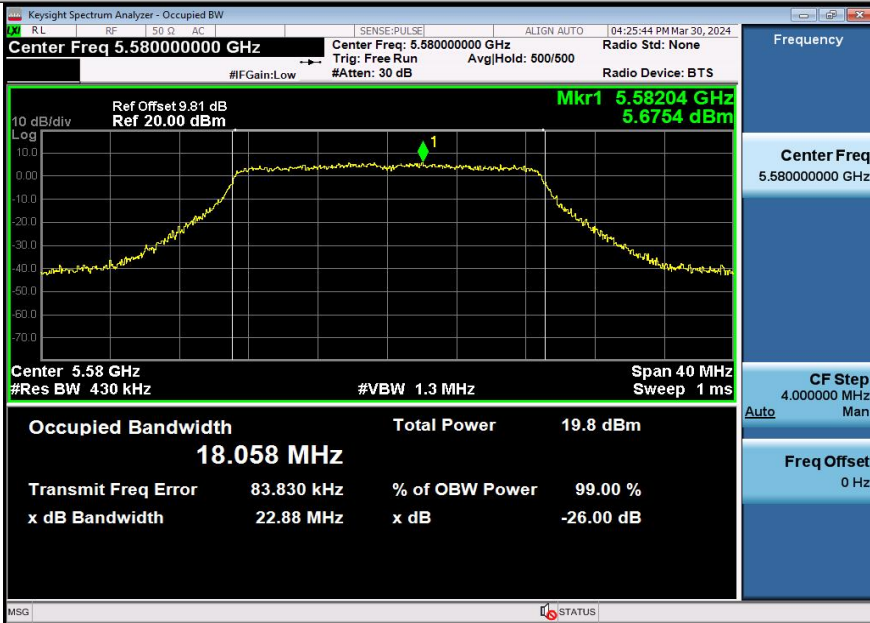 Keysight Spectrum Analyzer - Occupied BW
LXI RL RF 50 Ω AC SENSE:PULSE ALIGN AUTO 04:25:44 PM Mar 30, 2024
Center Freq 5.580000000 GHz
Center Freq: 5.580000000 GHz
Radio Std: None
Trig: Free Run Avg|Hold: 500/500
#IFGain:Low #Atten: 30 dB Radio Device: BTS
Ref Offset 9.81 dB
10 dB/div Ref 20.00 dBm
Mkr1 5.58204 GHz
5.6754 dBm
Log
1
10.0
0.00
-10.0
-20.0
-30.0
-40.0
-50.0
-60.0
-70.0
Center 5.58 GHz Span 40 MHz
#Res BW 430 kHz #VBW 1.3 MHz Sweep 1 ms
Occupied Bandwidth Total Power 19.8 dBm
18.058 MHz
Transmit Freq Error 83.830 kHz % of OBW Power 99.00 %
x dB Bandwidth 22.88 MHz x dB -26.00 dB
MSG STATUS
Frequency
Center Freq
5.580000000 GHz
CF Step
4.000000 MHz
Auto Man
Freq Offset
0 Hz